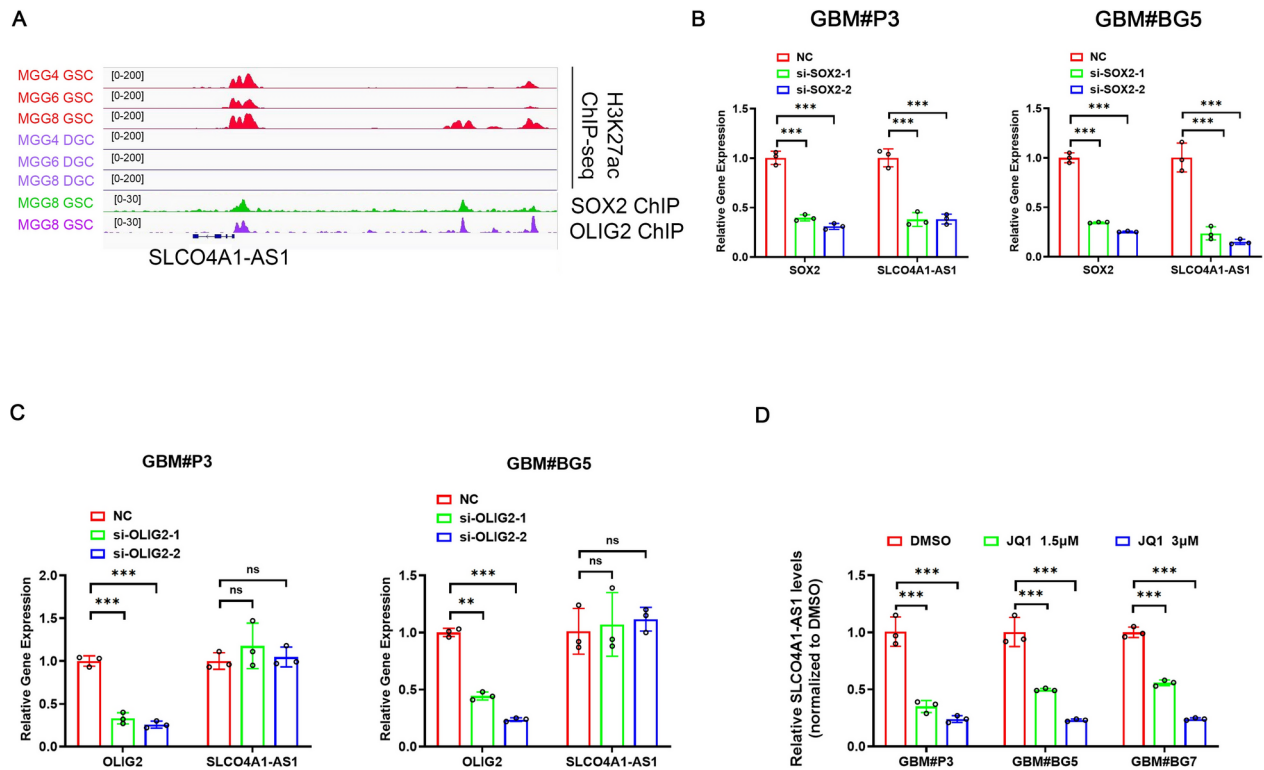 A
MGG4 GSC [0-200]
MGG6 GSC [0-200]
MGG8 GSC [0-200]
MGG4 DGC [0-200]
MGG6 DGC [0-200]
MGG8 DGC [0-200]
MGG8 GSC [0-30]
MGG8 GSC [0-30]
H3K27ac
ChIP-seq
SOX2 ChIP
OLIG2 ChIP
SLCO4A1-AS1
B
GBM#P3
NC
si-SOX2-1
si-SOX2-2
Relative Gene Expression
1.5
1.0
0.5
0.0
***
***
***
***
SOX2
SLCO4A1-AS1
GBM#BG5
NC
si-SOX2-1
si-SOX2-2
Relative Gene Expression
1.5
1.0
0.5
0.0
***
***
***
***
SOX2
SLCO4A1-AS1
C
GBM#P3
NC
si-OLIG2-1
si-OLIG2-2
Relative Gene Expression
2.0
1.5
1.0
0.5
0.0
***
***
ns
ns
OLIG2
SLCO4A1-AS1
GBM#BG5
NC
si-OLIG2-1
si-OLIG2-2
Relative Gene Expression
1.5
1.0
0.5
0.0
***
**
ns
ns
OLIG2
SLCO4A1-AS1
D
DMSO
JQ1 1.5μM
JQ1 3μM
Relative SLCO4A1-AS1 levels
(normalized to DMSO)
1.5
1.0
0.5
0.0
***
***
***
***
***
***
GBM#P3
GBM#BG5
GBM#BG7